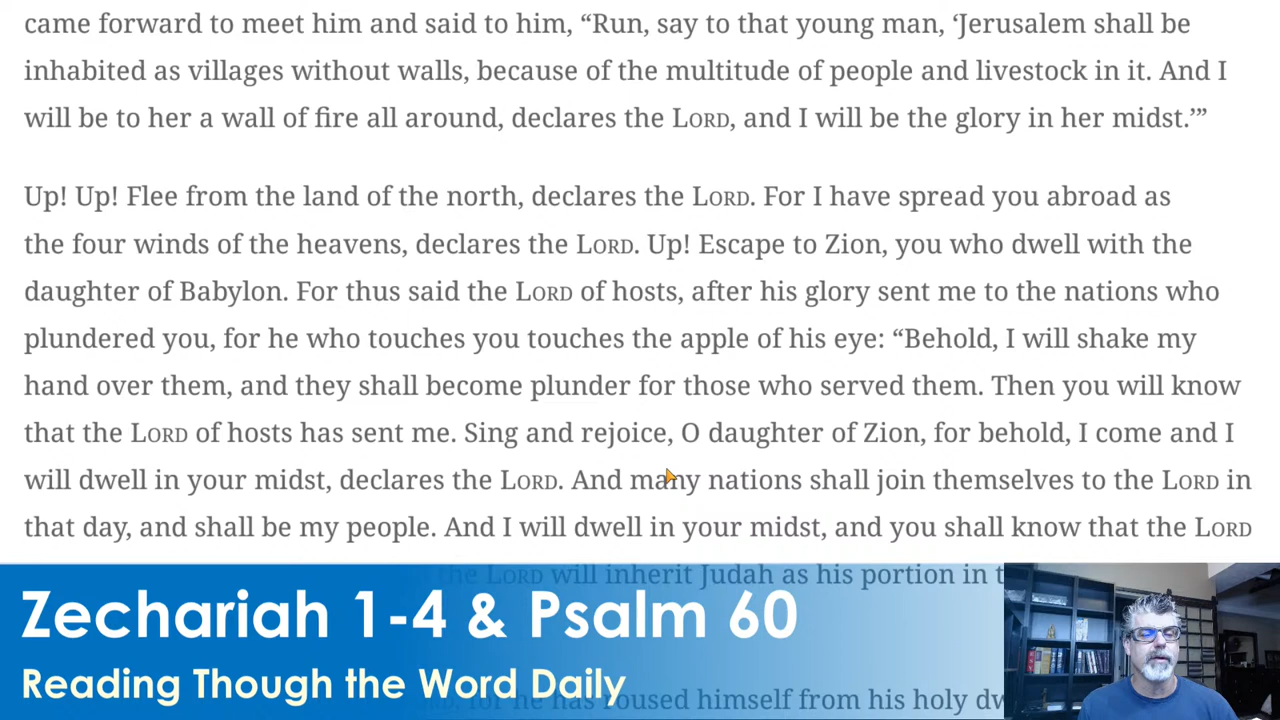 came forward to meet him and said to him, “Run, say to that young man, ‘Jerusalem shall be
inhabited as villages without walls, because of the multitude of people and livestock in it. And I
will be to her a wall of fire all around, declares the LORD, and I will be the glory in her midst.’”
Up! Up! Flee from the land of the north, declares the LORD. For I have spread you abroad as
the four winds of the heavens, declares the LORD. Up! Escape to Zion, you who dwell with the
daughter of Babylon. For thus said the LORD of hosts, after his glory sent me to the nations who
plundered you, for he who touches you touches the apple of his eye: “Behold, I will shake my
hand over them, and they shall become plunder for those who served them. Then you will know
that the LORD of hosts has sent me. Sing and rejoice, O daughter of Zion, for behold, I come and I
will dwell in your midst, declares the LORD. And many nations shall join themselves to the LORD in
that day, and shall be my people. And I will dwell in your midst, and you shall know that the LORD
the LORD will inherit Judah as his portion in t
Zechariah 1-4 & Psalm 60
Reading Though the Word Daily
for he has roused himself from his holy dw